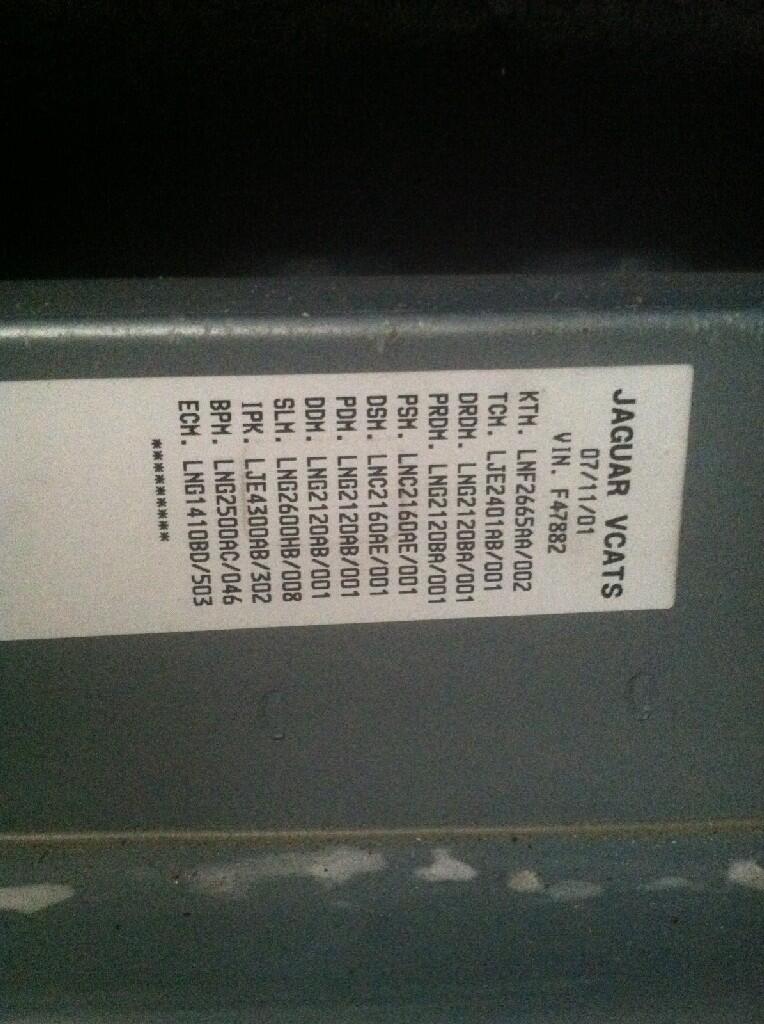 JAGUAR VCATS
07/11/01
VIN. F47882
KTM. LNF2665AA/002
TCM. LJE2401AB/001
DRDM. LNG2120BA/001
PRDM. LNG2120BA/001
PSM. LNC2160AE/001
DSM. LNC2160AE/001
PDM. LNG2120AB/001
DDM. LNG2120AB/001
SLM. LNG2600HB/008
IPK. LJE4300AB/302
BPM. LNG2500AC/046
ECM. LNG1410BD/503
**********